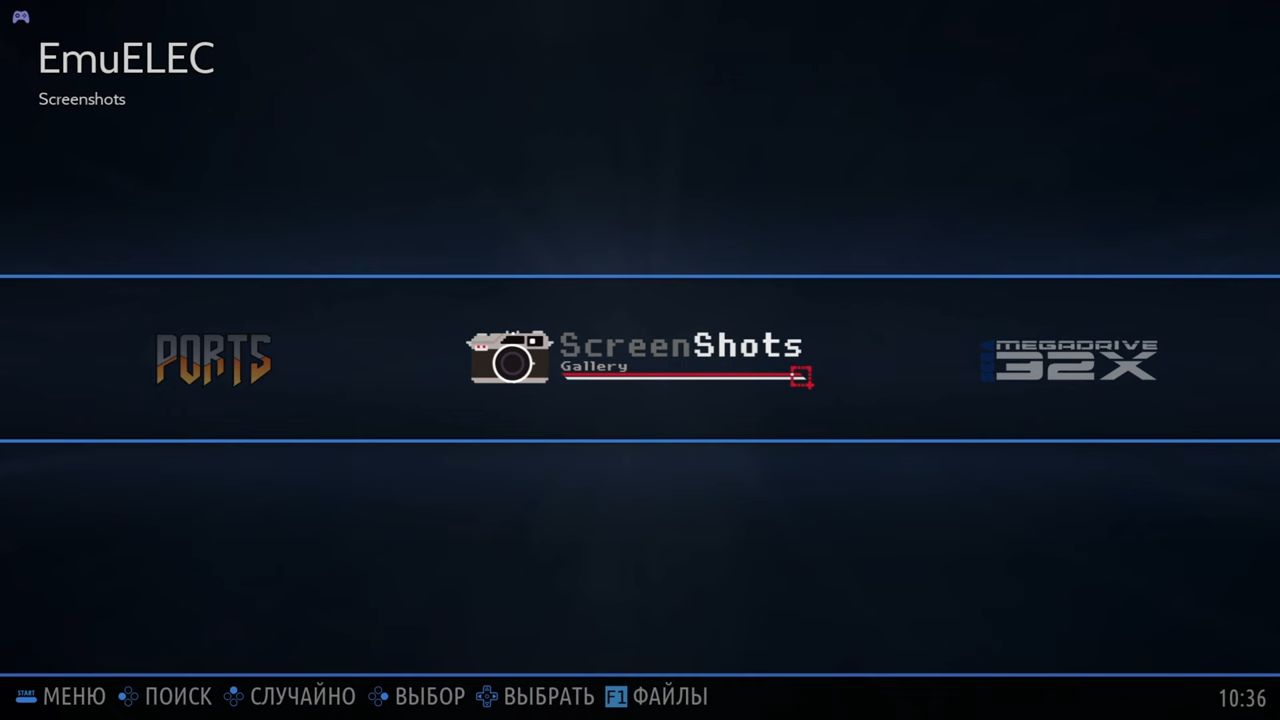 EmuELEC
Screenshots
PORTS
ScreenShots
Gallery
MEGADRIVE
32X
START МЕНЮ ПОИСК СЛУЧАЙНО ВЫБОР ВЫБРАТЬ F1 ФАЙЛЫ 10:36